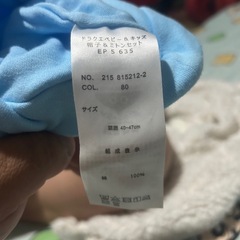 ドラクエベビー&キッズ
帽子&ミトンセット
EP S 635
NO. 215 815212-2
COL. 80
サイズ
頭囲 45~47cm
組成表示
綿 100%